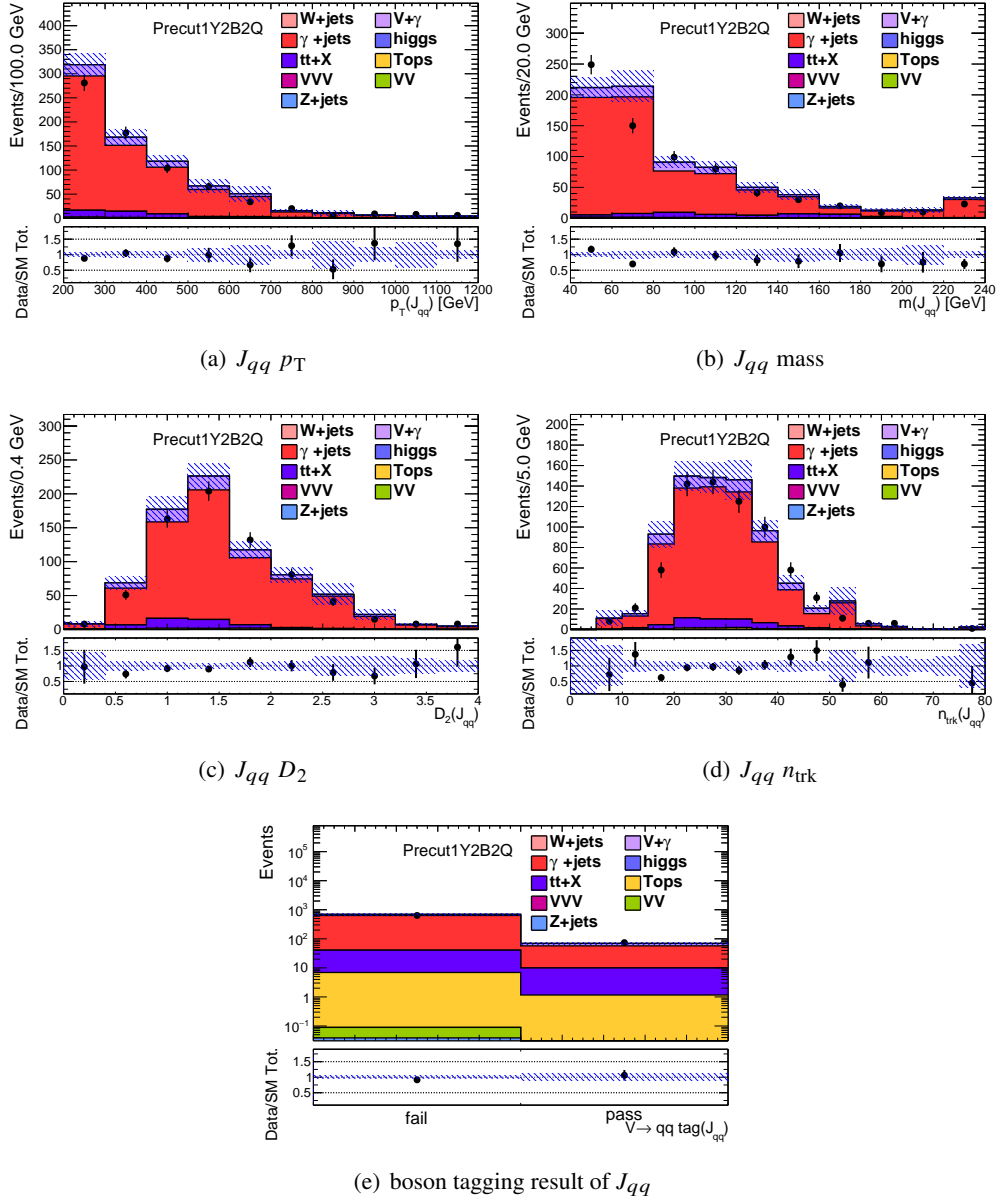 Events/100.0 GeV
450
400
350
300
250
200
150
100
50
0
Precut1Y2B2Q
W+jets
V+γ
γ +jets
higgs
tt+X
Tops
VVV
VV
Z+jets
Data/SM Tot.
1.5
1
0.5
200 300 400 500 600 700 800 900 1000 1100 1200
p_T(J_qq) [GeV]
(a) J_qq p_T
Events/20.0 GeV
350
300
250
200
150
100
50
0
Precut1Y2B2Q
W+jets
V+γ
γ +jets
higgs
tt+X
Tops
VVV
VV
Z+jets
Data/SM Tot.
1.5
1
0.5
40 60 80 100 120 140 160 180 200 220 240
m(J_qq) [GeV]
(b) J_qq mass
Events/0.4 GeV
300
250
200
150
100
50
0
Precut1Y2B2Q
W+jets
V+γ
γ +jets
higgs
tt+X
Tops
VVV
VV
Z+jets
Data/SM Tot.
1.5
1
0.5
0 0.5 1 1.5 2 2.5 3 3.5 4
D_2(J_qq)
(c) J_qq D_2
Events/5.0 GeV
200
180
160
140
120
100
80
60
40
20
0
Precut1Y2B2Q
W+jets
V+γ
γ +jets
higgs
tt+X
Tops
VVV
VV
Z+jets
Data/SM Tot.
1.5
1
0.5
0 10 20 30 40 50 60 70 80
n_trk(J_qq)
(d) J_qq n_trk
Events
10^5
10^4
10^3
10^2
10
1
10^−1
Precut1Y2B2Q
W+jets
V+γ
γ +jets
higgs
tt+X
Tops
VVV
VV
Z+jets
Data/SM Tot.
1.5
1
0.5
fail pass
V→ qq tag(J_qq)
(e) boson tagging result of J_qq